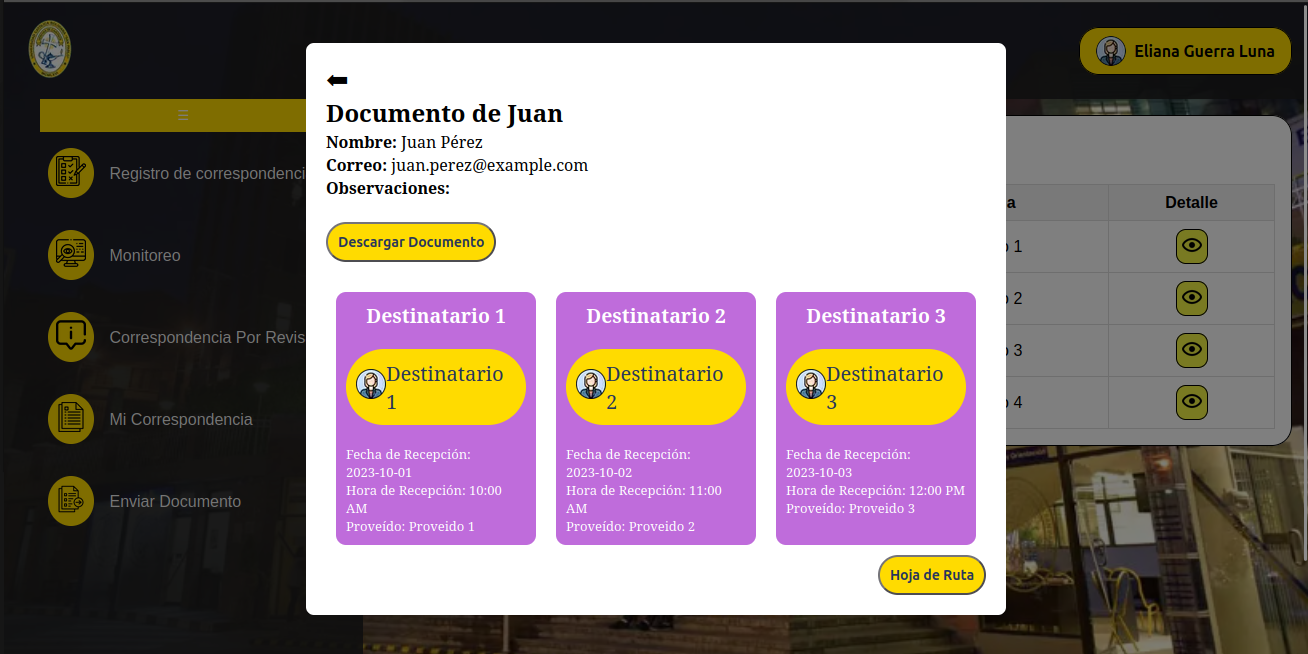 Eliana Guerra Luna
☰
Registro de correspondenci
Monitoreo
Correspondencia Por Revis
Mi Correspondencia
Enviar Documento
Documento de Juan
Nombre: Juan Pérez
Correo: juan.perez@example.com
Observaciones:
Descargar Documento
Destinatario 1
Destinatario
1
Fecha de Recepción:
2023-10-01
Hora de Recepción: 10:00
AM
Proveído: Proveido 1
Destinatario 2
Destinatario
2
Fecha de Recepción:
2023-10-02
Hora de Recepción: 11:00
AM
Proveído: Proveido 2
Destinatario 3
Destinatario
3
Fecha de Recepción:
2023-10-03
Hora de Recepción: 12:00 PM
Proveído: Proveido 3
Hoja de Ruta
a Detalle
o 1
o 2
o 3
o 4